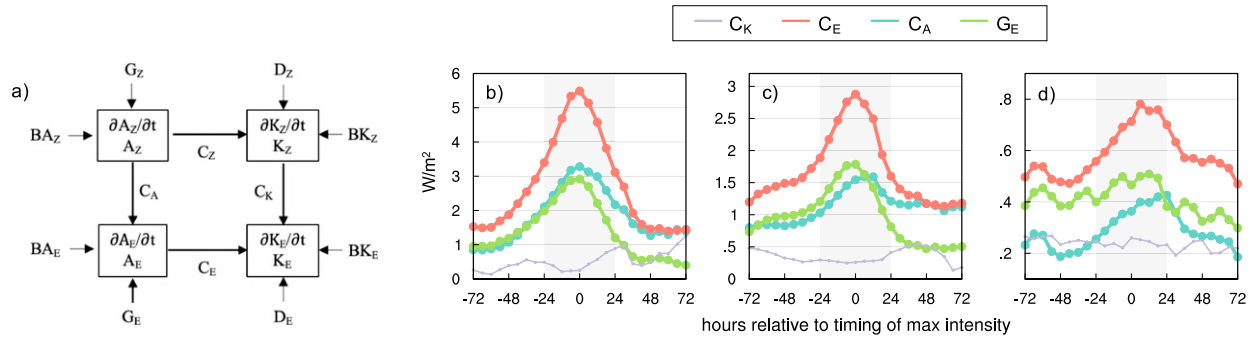 C_K C_E C_A G_E
a)
G_Z D_Z
BA_Z ∂A_Z/∂t ∂K_Z/∂t BK_Z
A_Z C_Z K_Z
C_A C_K
BA_E ∂A_E/∂t ∂K_E/∂t BK_E
A_E C_E K_E
G_E D_E
W/m²
b)
6
5
4
3
2
1
0
-72 -48 -24 0 24 48 72
c)
3
2.5
2
1.5
1
.5
0
-72 -48 -24 0 24 48 72
d)
.8
.6
.4
.2
-72 -48 -24 0 24 48 72
hours relative to timing of max intensity